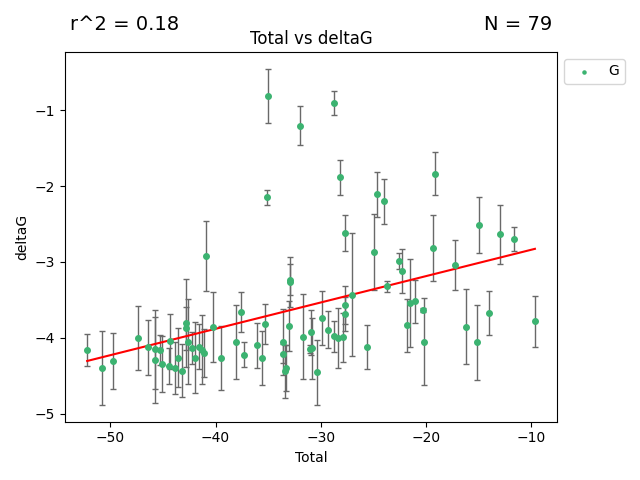 r^2 = 0.18
N = 79
Total vs deltaG
G
−1
−2
−3
−4
−5
deltaG
−50
−40
−30
−20
−10
Total